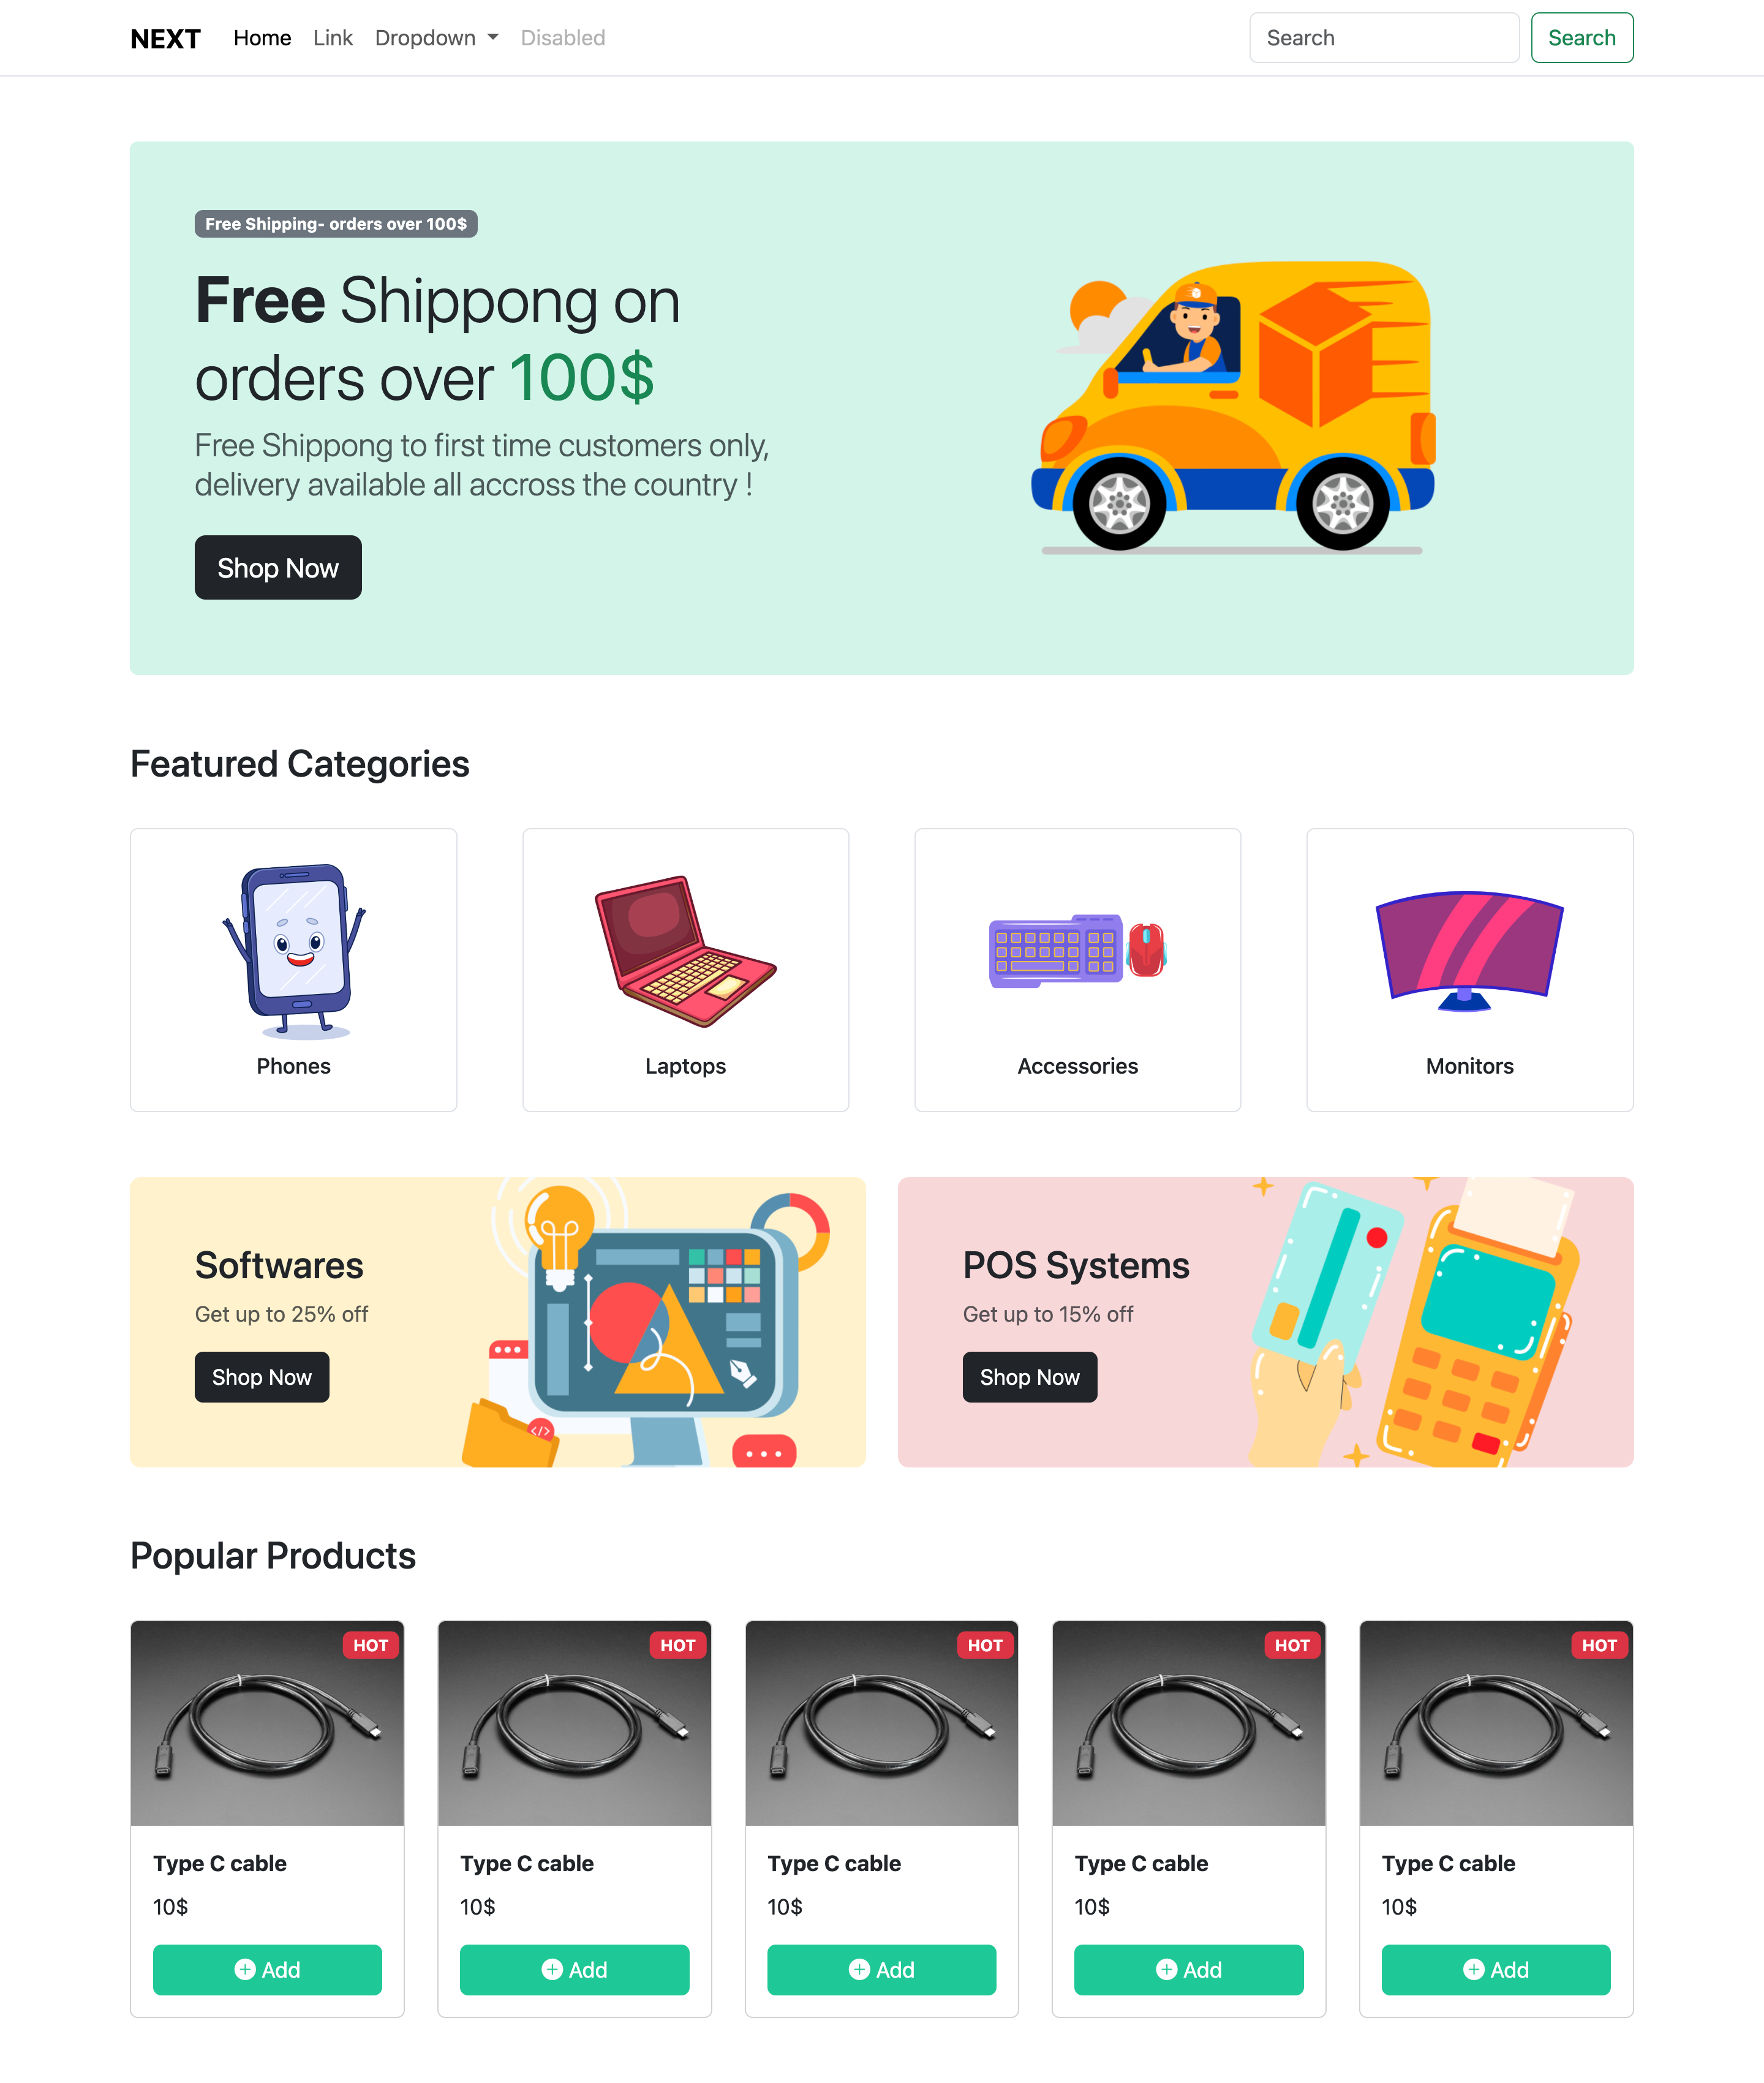 NEXT Home Link Dropdown Disabled Search Search
Free Shipping- orders over 100$
Free Shippong on
orders over 100$
Free Shippong to first time customers only,
delivery available all accross the country !
Shop Now
Featured Categories
Phones Laptops Accessories Monitors
Softwares
Get up to 25% off
Shop Now
</>
POS Systems
Get up to 15% off
Shop Now
Popular Products
HOT HOT HOT HOT HOT
Type C cable Type C cable Type C cable Type C cable Type C cable
10$ 10$ 10$ 10$ 10$
Add Add Add Add Add